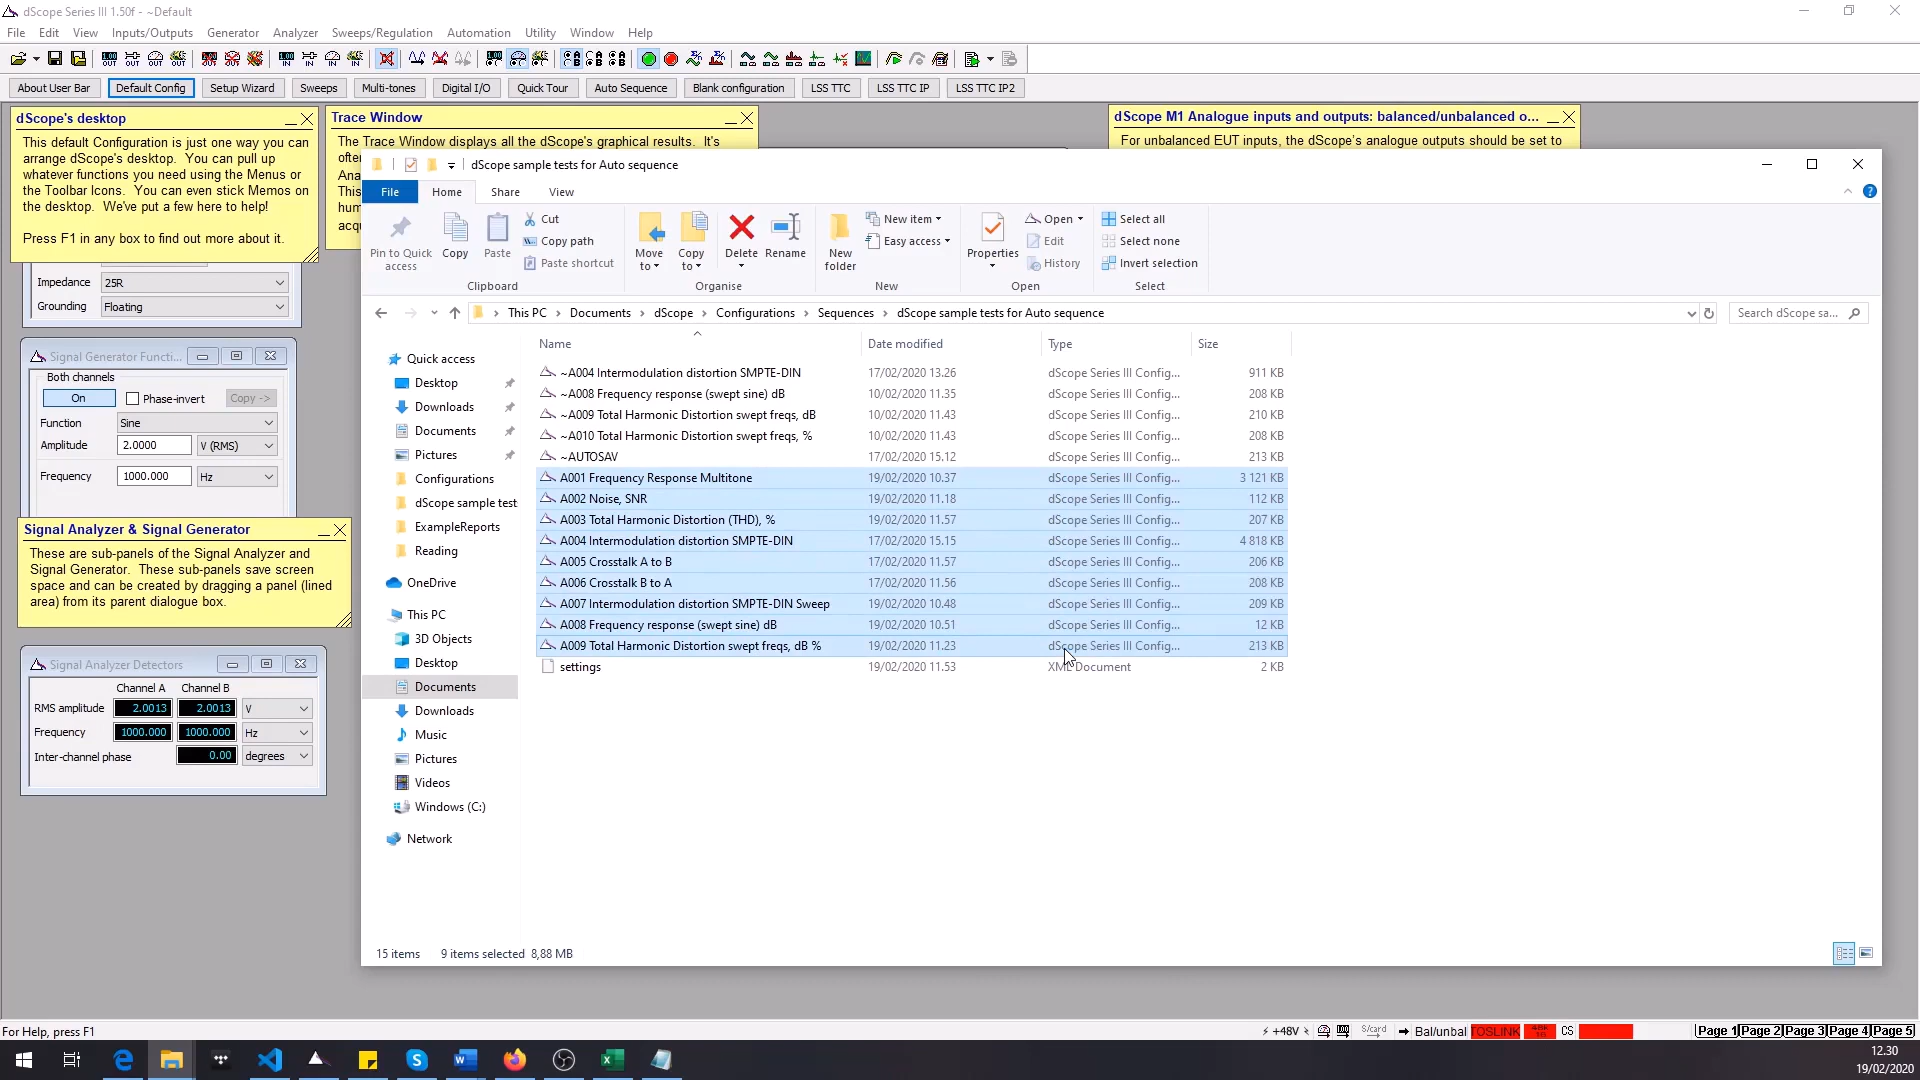 dScope Series III 1.50f - ~Default
File Edit View Inputs/Outputs Generator Analyzer Sweeps/Regulation Automation Utility Window Help
About User Bar Default Config Setup Wizard Sweeps Multi-tones Digital I/O Quick Tour Auto Sequence Blank configuration LSS TTC LSS TTC IP LSS TTC IP2
dScope's desktop
This default Configuration is just one way you can
arrange dScope's desktop. You can pull up
whatever functions you need using the Menus or
the Toolbar Icons. You can even stick Memos on
the desktop. We've put a few here to help!
Press F1 in any box to find out more about it.
Trace Window
The Trace Window displays all the dScope's graphical results. It's
ofte
Ana
This
hum
acq
dScope M1 Analogue inputs and outputs: balanced/unbalanced o...
For unbalanced EUT inputs, the dScope's analogue outputs should be set to
Impedance 25R
Grounding Floating
Signal Generator Functi...
Both channels
On Phase-invert Copy ->
Function Sine
Amplitude 2.0000 V (RMS)
Frequency 1000.000 Hz
Signal Analyzer & Signal Generator
These are sub-panels of the Signal Analyzer and
Signal Generator. These sub-panels save screen
space and can be created by dragging a panel (lined
area) from its parent dialogue box.
Signal Analyzer Detectors
Channel A Channel B
RMS amplitude 2.0013 2.0013 V
Frequency 1000.000 1000.000 Hz
Inter-channel phase 0.00 degrees
dScope sample tests for Auto sequence
File Home Share View
Pin to Quick access
Copy
Paste
Cut
Copy path
Paste shortcut
Clipboard
Move to
Copy to
Delete
Rename
Organise
New folder
New item
Easy access
New
Properties
Open
Edit
History
Open
Select all
Select none
Invert selection
Select
This PC > Documents > dScope > Configurations > Sequences > dScope sample tests for Auto sequence
Search dScope sa...
Quick access
Desktop
Downloads
Documents
Pictures
Configurations
dScope sample test
ExampleReports
Reading
OneDrive
This PC
3D Objects
Desktop
Documents
Downloads
Music
Pictures
Videos
Windows (C:)
Network
Name Date modified Type Size
~A004 Intermodulation distortion SMPTE-DIN 17/02/2020 13.26 dScope Series III Config... 911 KB
~A008 Frequency response (swept sine) dB 10/02/2020 11.35 dScope Series III Config... 208 KB
~A009 Total Harmonic Distortion swept freqs, dB 10/02/2020 11.43 dScope Series III Config... 210 KB
~A010 Total Harmonic Distortion swept freqs, % 10/02/2020 11.43 dScope Series III Config... 208 KB
~AUTOSAV 17/02/2020 15.12 dScope Series III Config... 213 KB
A001 Frequency Response Multitone 19/02/2020 10.37 dScope Series III Config... 3 121 KB
A002 Noise, SNR 19/02/2020 11.18 dScope Series III Config... 112 KB
A003 Total Harmonic Distortion (THD), % 19/02/2020 11.57 dScope Series III Config... 207 KB
A004 Intermodulation distortion SMPTE-DIN 17/02/2020 15.15 dScope Series III Config... 4 818 KB
A005 Crosstalk A to B 17/02/2020 11.57 dScope Series III Config... 206 KB
A006 Crosstalk B to A 17/02/2020 11.56 dScope Series III Config... 208 KB
A007 Intermodulation distortion SMPTE-DIN Sweep 19/02/2020 10.48 dScope Series III Config... 209 KB
A008 Frequency response (swept sine) dB 19/02/2020 10.51 dScope Series III Config... 12 KB
A009 Total Harmonic Distortion swept freqs, dB % 19/02/2020 11.23 dScope Series III Config... 213 KB
settings 19/02/2020 11.53 XML Document 2 KB
15 items 9 items selected 8,88 MB
For Help, press F1
+48V S/card Bal/unbal TOSLINK CS Page 1 Page 2 Page 3 Page 4 Page 5
12.30
19/02/2020